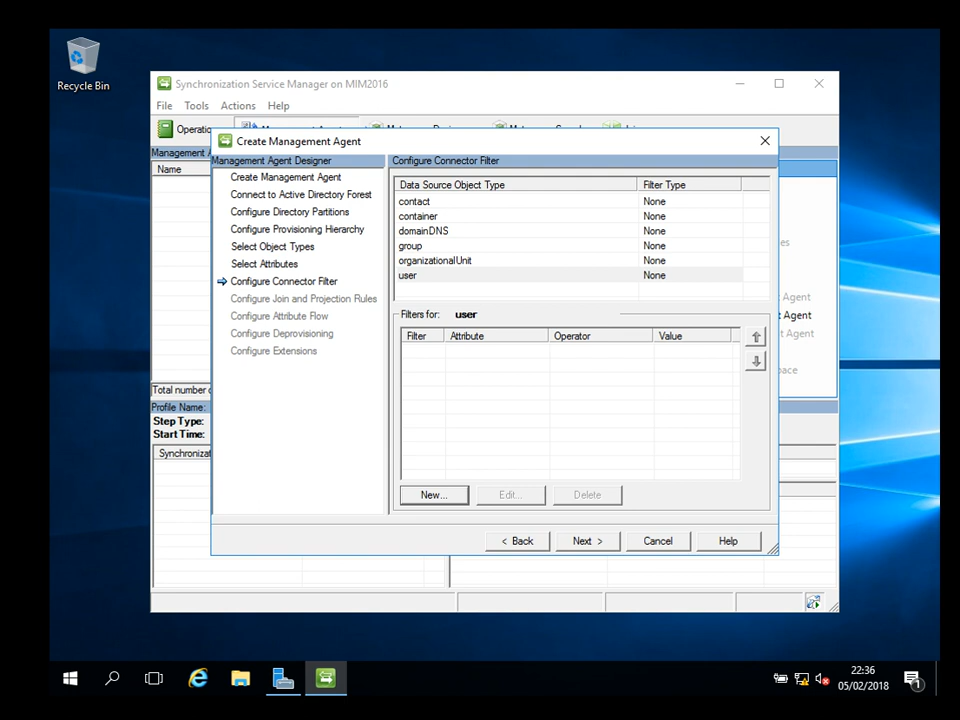 Recycle Bin
Synchronization Service Manager on MIM2016
File Tools Actions Help
Management
Name
Total number
Profile Name:
Step Type:
Start Time:
Create Management Agent
Management Agent Designer
Create Management Agent
Connect to Active Directory Forest
Configure Directory Partitions
Configure Provisioning Hierarchy
Select Object Types
Select Attributes
Configure Connector Filter
Configure Join and Projection Rules
Configure Attribute Flow
Configure Deprovisioning
Configure Extensions
Configure Connector Filter
Data Source Object Type Filter Type
contact None
container None
domainDNS None
group None
organizationalUnit None
user None
Filters for: user
Filter Attribute Operator Value
New... Edit... Delete
< Back Next > Cancel Help
Agent
t Agent
t Agent
22:36
05/02/2018
1